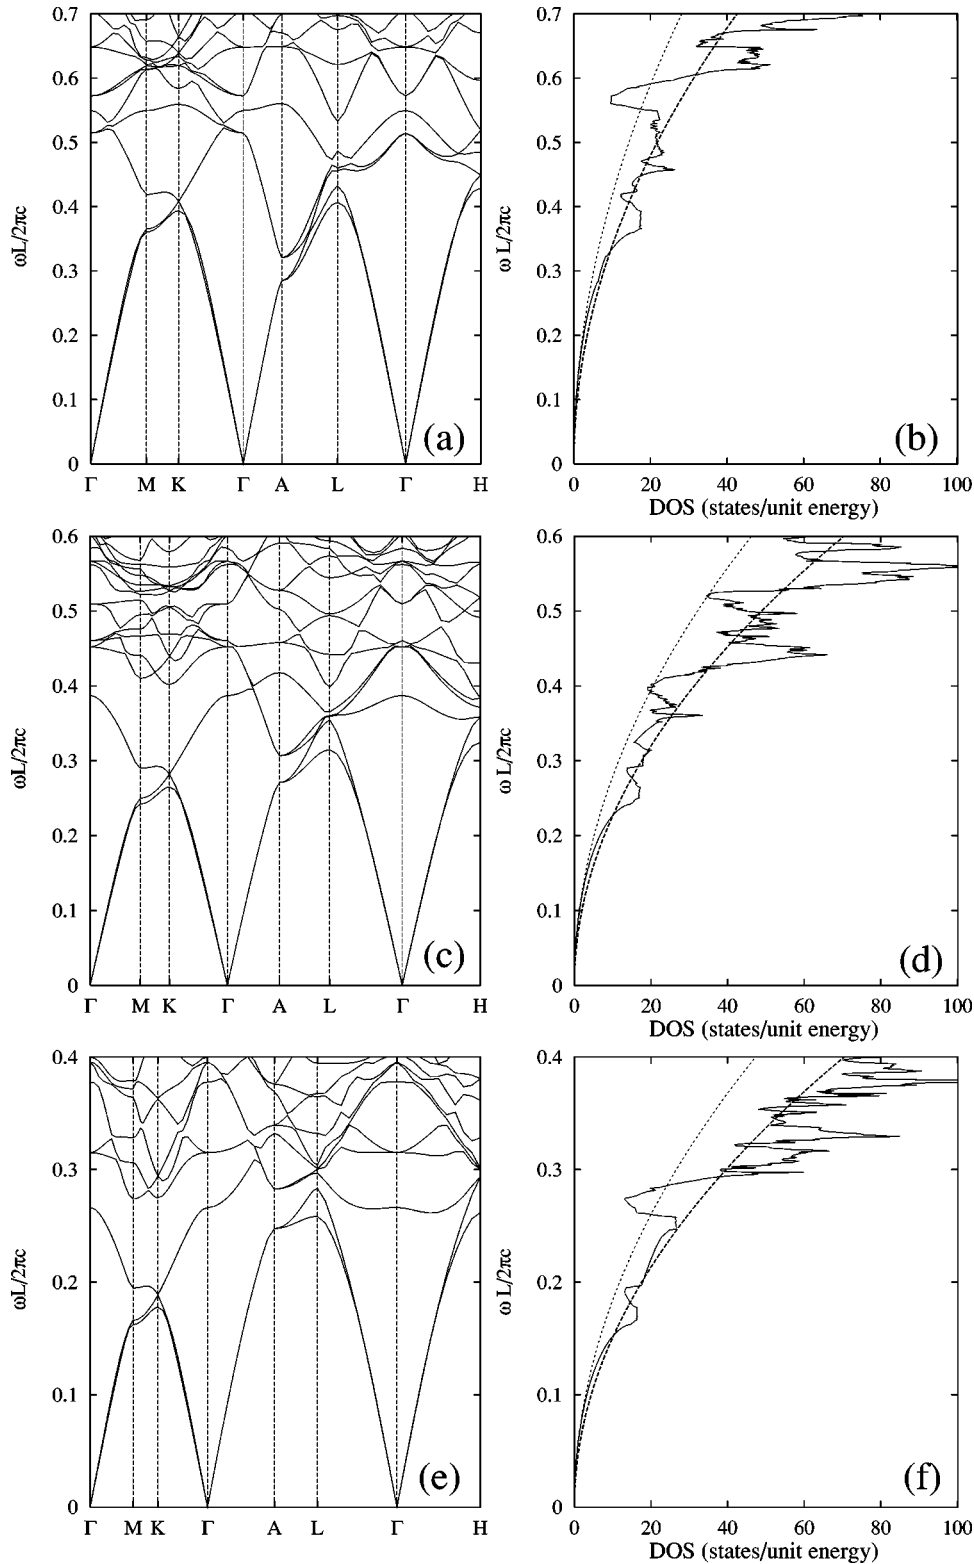 0.7
0.6
0.5
0.4
0.3
0.2
0.1
0
ωL/2πc
Γ M K Γ A L Γ H
(a)
0.7
0.6
0.5
0.4
0.3
0.2
0.1
0
ω L/2πc
0 20 40 60 80 100
DOS (states/unit energy)
(b)
0.6
0.5
0.4
0.3
0.2
0.1
0
ωL/2πc
Γ M K Γ A L Γ H
(c)
0.6
0.5
0.4
0.3
0.2
0.1
0
ω L/2πc
0 20 40 60 80 100
DOS (states/unit energy)
(d)
0.4
0.3
0.2
0.1
0
ωL/2πc
Γ M K Γ A L Γ H
(e)
0.4
0.3
0.2
0.1
0
ω L/2πc
0 20 40 60 80 100
DOS (states/unit energy)
(f)